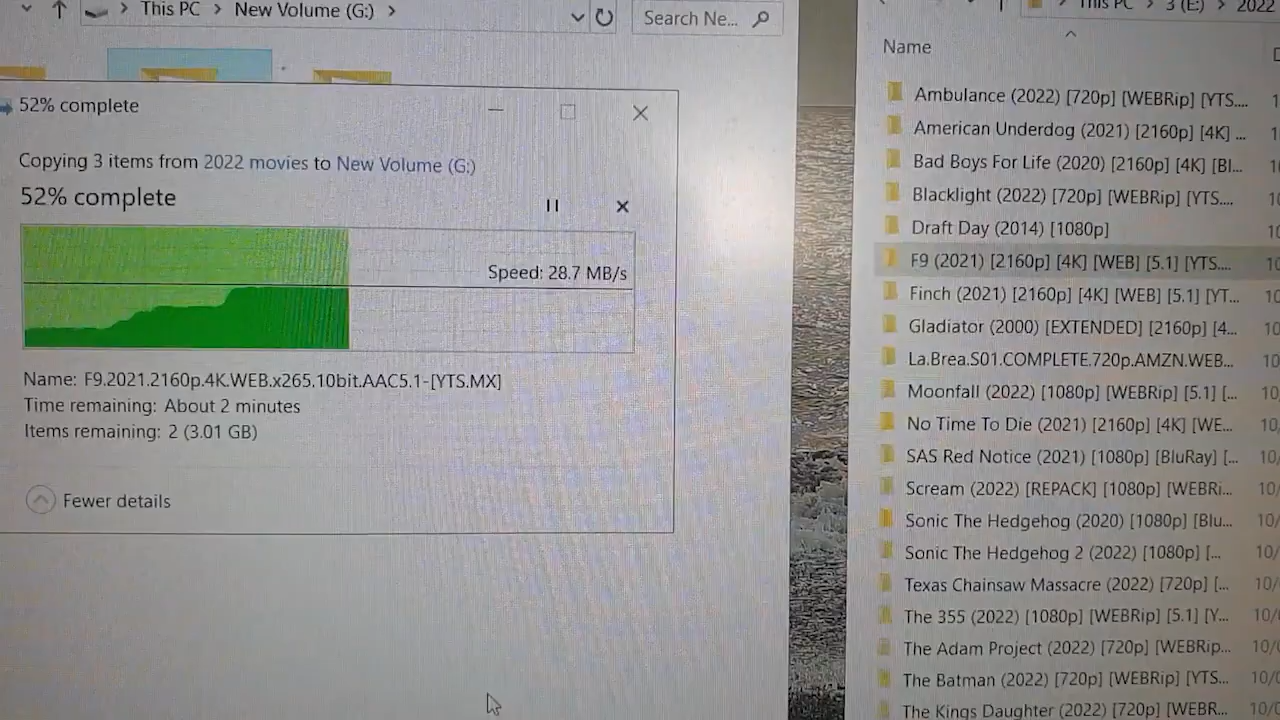 This PC > New Volume (G:) >
Search Ne...
52% complete
Copying 3 items from 2022 movies to New Volume (G:)
52% complete
Speed: 28.7 MB/s
Name: F9.2021.2160p.4K.WEB.x265.10bit.AAC5.1-[YTS.MX]
Time remaining: About 2 minutes
Items remaining: 2 (3.01 GB)
Fewer details
This PC > 3 (E:) > 2022
Name
Ambulance (2022) [720p] [WEBRip] [YTS....
American Underdog (2021) [2160p] [4K] ...
Bad Boys For Life (2020) [2160p] [4K] [Bl...
Blacklight (2022) [720p] [WEBRip] [YTS....
Draft Day (2014) [1080p]
F9 (2021) [2160p] [4K] [WEB] [5.1] [YTS....
Finch (2021) [2160p] [4K] [WEB] [5.1] [YT...
Gladiator (2000) [EXTENDED] [2160p] [4...
La.Brea.S01.COMPLETE.720p.AMZN.WEB...
Moonfall (2022) [1080p] [WEBRip] [5.1] [...
No Time To Die (2021) [2160p] [4K] [WE...
SAS Red Notice (2021) [1080p] [BluRay] [...
Scream (2022) [REPACK] [1080p] [WEBRi...
Sonic The Hedgehog (2020) [1080p] [Blu...
Sonic The Hedgehog 2 (2022) [1080p] [...
Texas Chainsaw Massacre (2022) [720p] [...
The 355 (2022) [1080p] [WEBRip] [5.1] [Y...
The Adam Project (2022) [720p] [WEBRip...
The Batman (2022) [720p] [WEBRip] [YTS...
The Kings Daughter (2022) [720p] [WEBR...